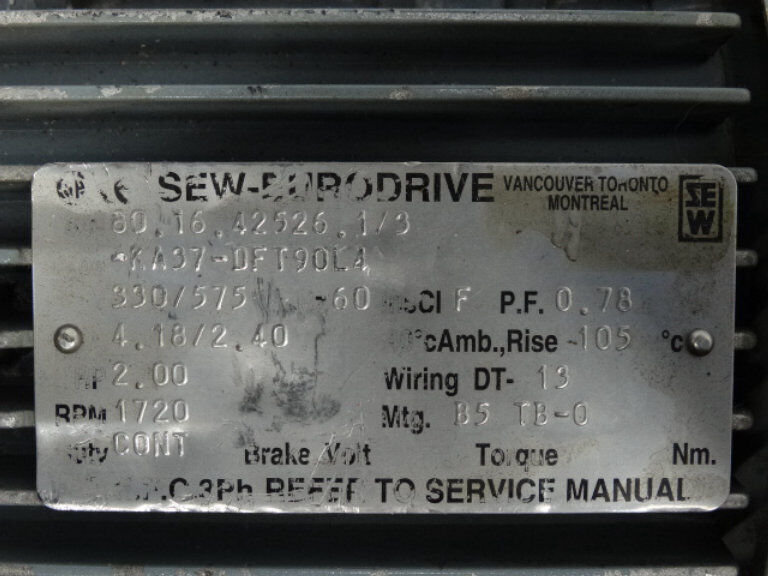 SEW-EURODRIVE VANCOUVER TORONTO MONTREAL SEW
80.16.42526.1/3
-KA37-DFT90L4
330/575 -60 F P.F. 0.78
4.18/2.40 °cAmb.,Rise -105 °c
2.00 Wiring DT- 13
RPM 1720 Mtg. B5 TB-0
CONT Brake Volt Torque Nm.
3Ph REFER TO SERVICE MANUAL